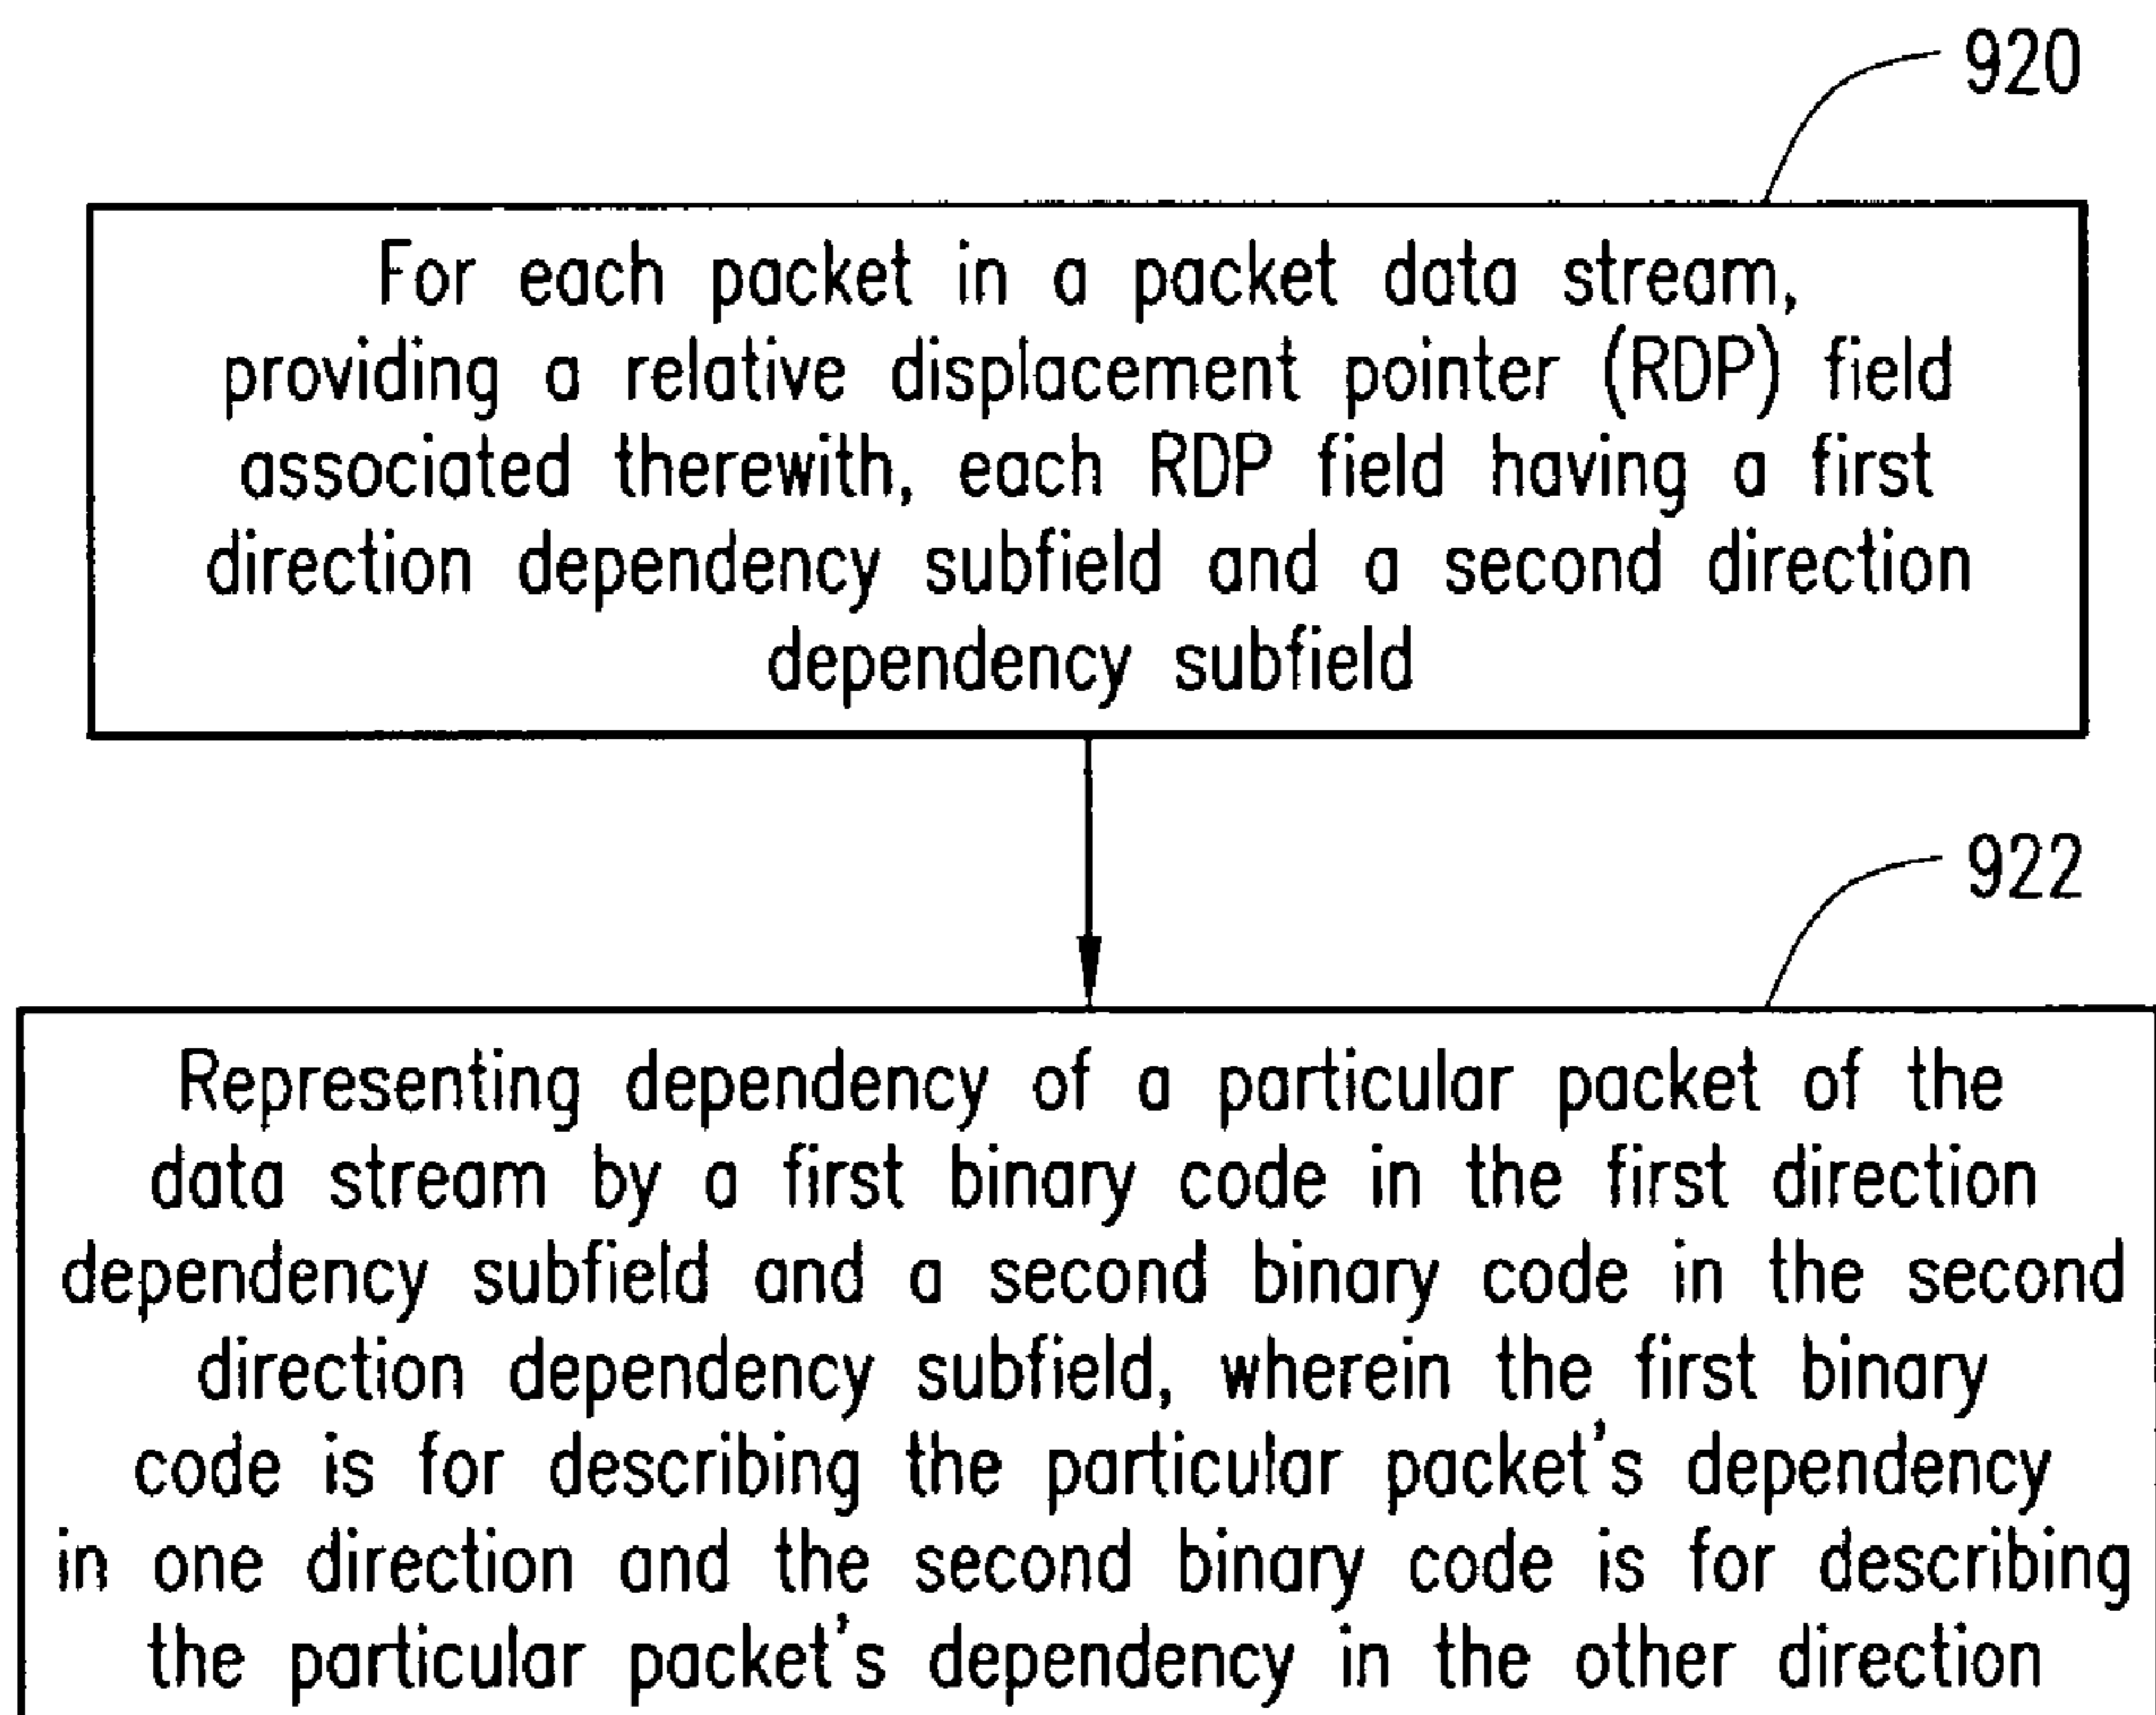 920
For each packet in a packet data stream,
providing a relative displacement pointer (RDP) field
associated therewith, each RDP field having a first
direction dependency subfield and a second direction
dependency subfield
922
Representing dependency of a particular packet of the
data stream by a first binary code in the first direction
dependency subfield and a second binary code in the second
direction dependency subfield, wherein the first binary
code is for describing the particular packet's dependency
in one direction and the second binary code is for describing
the particular packet's dependency in the other direction